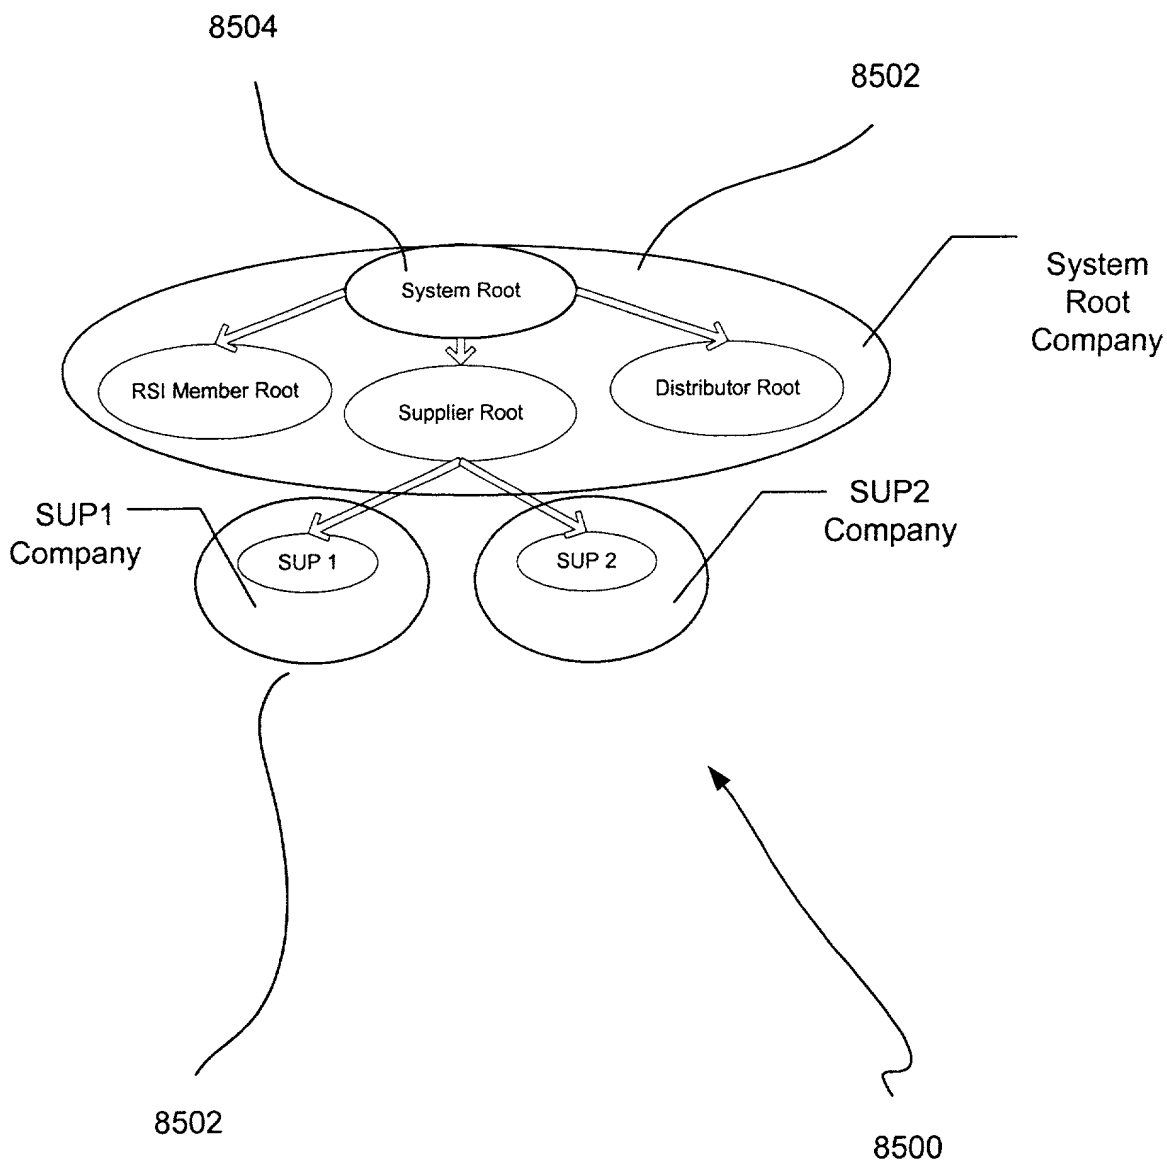 8504
8502
System Root
System
Root
Company
RSI Member Root
Distributor Root
Supplier Root
SUP1
Company
SUP2
Company
SUP 1
SUP 2
8502
8500